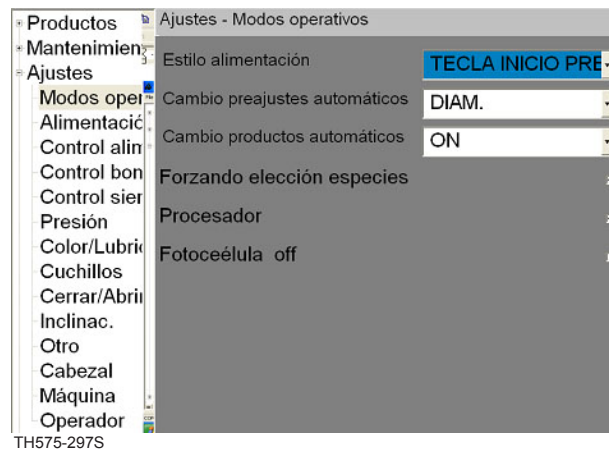 Productos
Mantenimien
Ajustes
Modos oper
Alimentació
Control alim
Control bon
Control sier
Presión
Color/Lubric
Cuchillos
Cerrar/Abrir
Inclinac.
Otro
Cabezal
Máquina
Operador
Ajustes - Modos operativos
Estilo alimentación TECLA INICIO PRE
Cambio preajustes automáticos DIAM.
Cambio productos automáticos ON
Forzando elección especies
Procesador
Fotoceélula off
TH575-297S